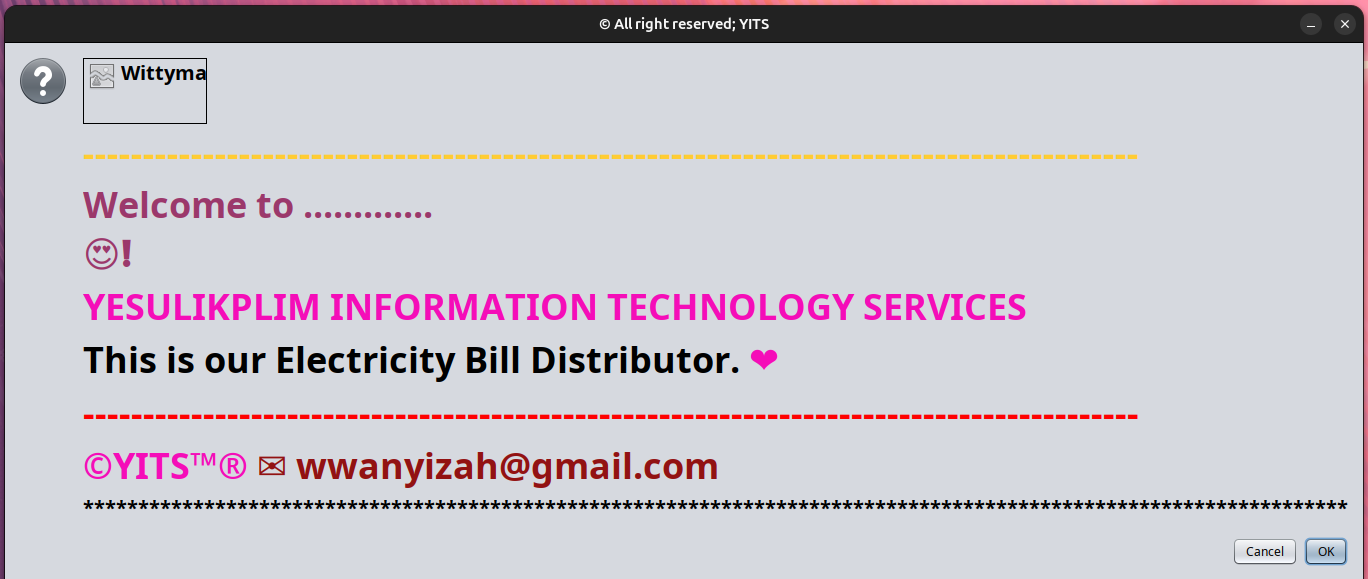 © All right reserved; YITS
Wittyma
----------------------------------------------------------------------------------------
Welcome to .............
😍!
YESULIKPLIM INFORMATION TECHNOLOGY SERVICES
This is our Electricity Bill Distributor. ❤
----------------------------------------------------------------------------------------
©YITS™® ✉ wwanyizah@gmail.com
*******************************************************************************************************************
Cancel OK